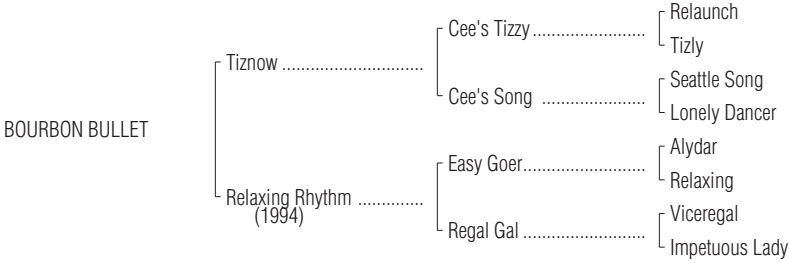 Relaunch
Cee's Tizzy ........................
Tizly
Tiznow ..............................
Seattle Song
Cee's Song ......................
Lonely Dancer
BOURBON BULLET
Alydar
Easy Goer..........................
Relaxing
Relaxing Rhythm ..............
(1994)
Viceregal
Regal Gal ..........................
Impetuous Lady